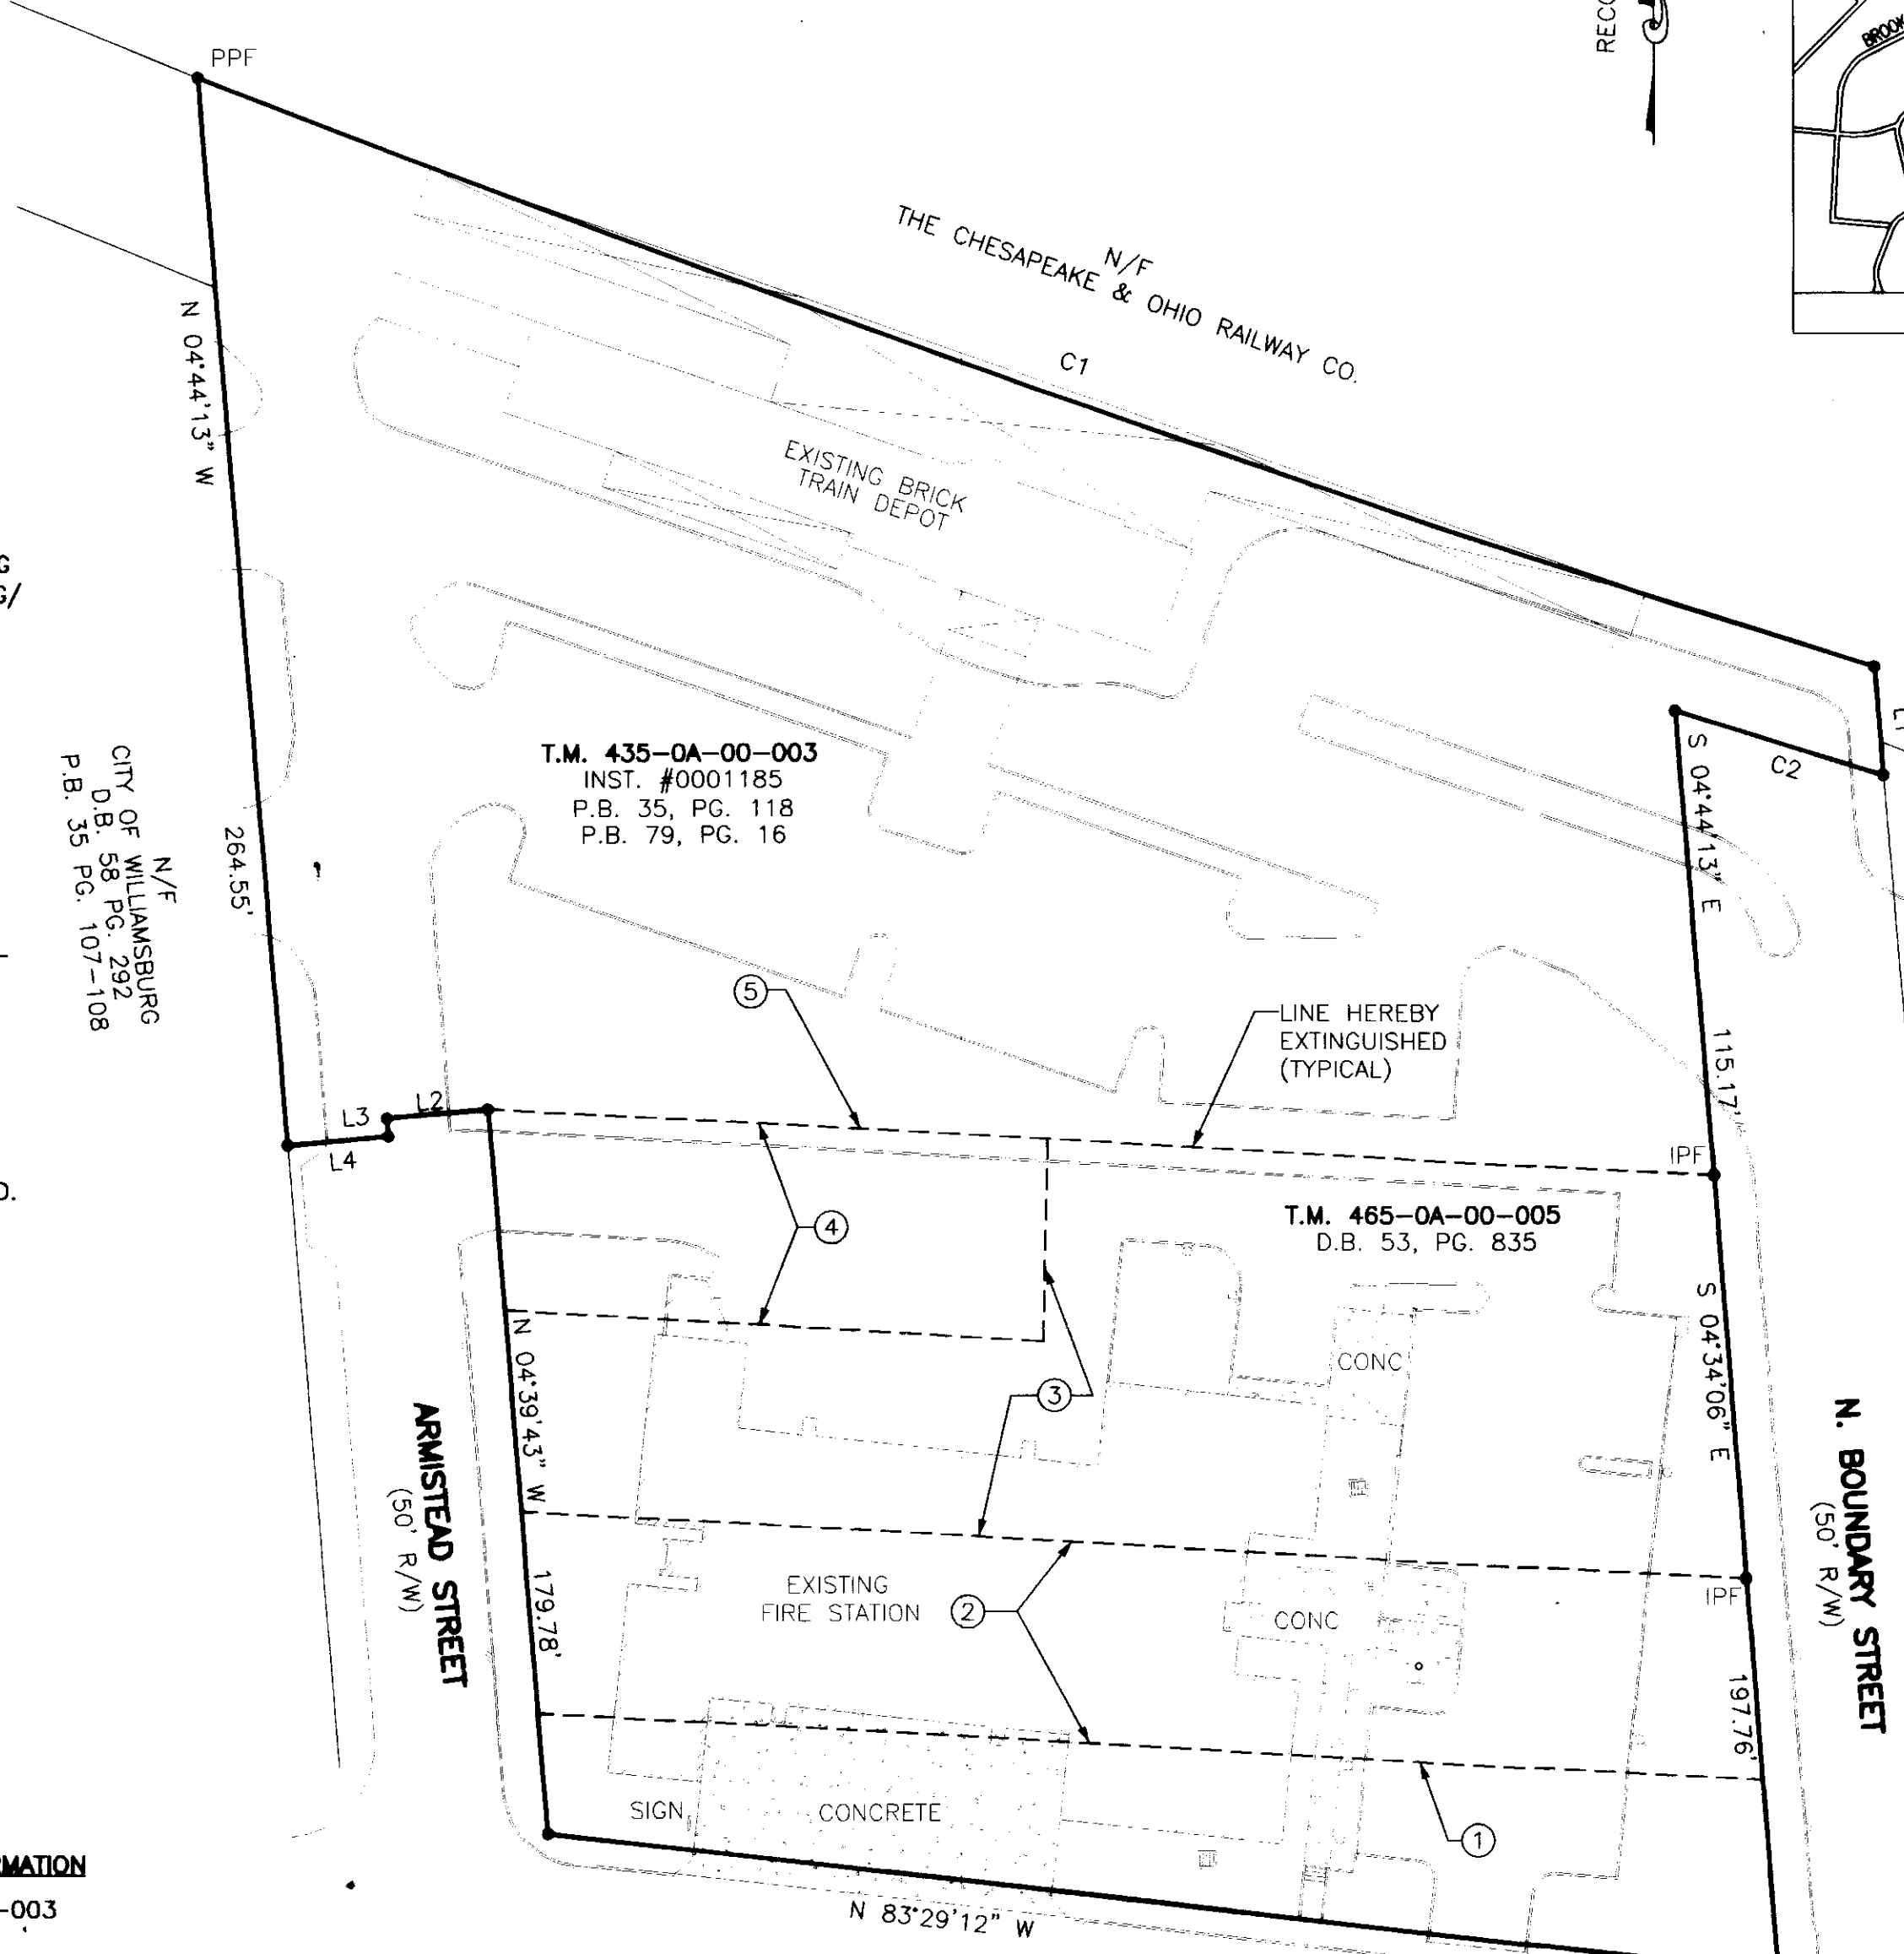 PPF
RECO
BROOK
N/F
THE CHESAPEAKE & OHIO RAILWAY CO.
C1
N 04°44'13" W
EXISTING BRICK
TRAIN DEPOT
G
G/
L1
C2
S 04°44'13" E
T.M. 435-0A-00-003
INST. #0001185
P.B. 35, PG. 118
P.B. 79, PG. 16
264.55'
N/F
CITY OF WILLIAMSBURG
D.B. 58 PG. 292
P.B. 35 PG. 107-108
5
LINE HEREBY
EXTINGUISHED
(TYPICAL)
115.17'
L3
L2
L4
IPF
D.
4
T.M. 465-0A-00-005
D.B. 53, PG. 835
N 04°39'43" W
S 04°34'06" E
CONC
3
ARMISTEAD STREET
(50' R/W)
N. BOUNDARY STREET
(50' R/W)
179.78'
EXISTING
FIRE STATION
2
CONC
IPF
197.76'
SIGN
CONCRETE
1
RMATION
-003
N 83°29'12" W